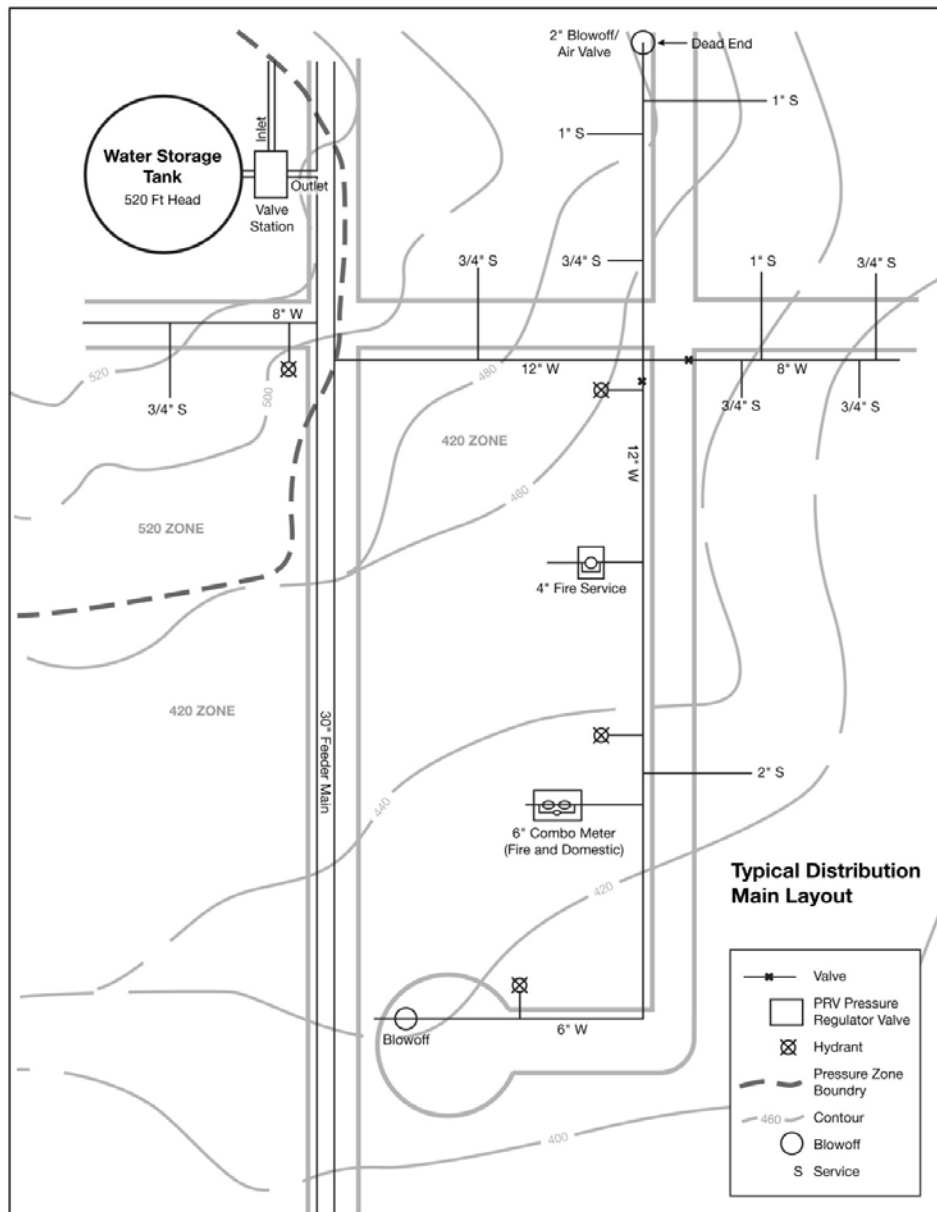 2" Blowoff/
Air Valve
Dead End
1" S
1" S
Inlet
Water Storage
Tank
520 Ft Head
Outlet
Valve
Station
3/4" S
3/4" S
1" S
3/4" S
8" W
12" W
8" W
520
500
480
3/4" S
3/4" S
3/4" S
420 ZONE
12" W
460
520 ZONE
4" Fire Service
420 ZONE
30" Feeder Main
2" S
440
6" Combo Meter
(Fire and Domestic)
420
Typical Distribution
Main Layout
Valve
PRV Pressure
Regulator Valve
Hydrant
Pressure Zone
Boundry
460
Contour
Blowoff
S
Service
6" W
Blowoff
400